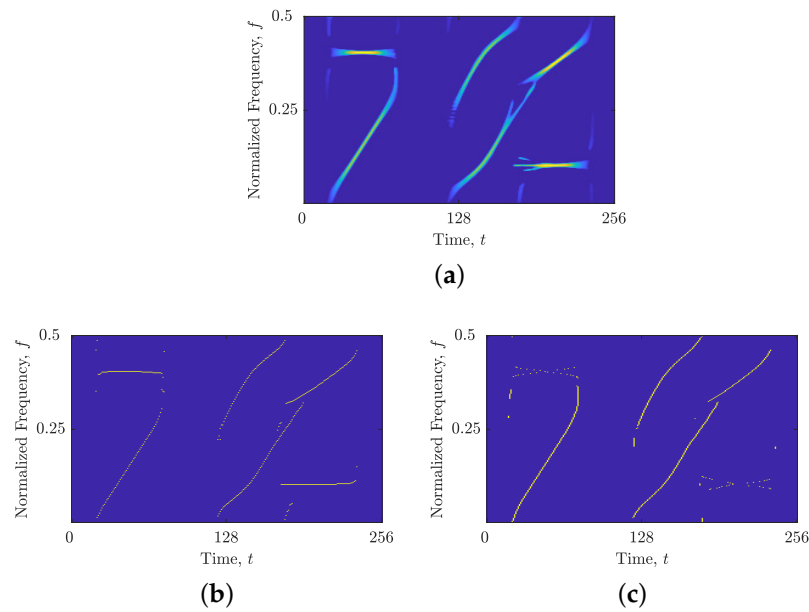 0.5
Normalized Frequency, f
0.25
0
128
256
Time, t
(a)
0.5
0.5
Normalized Frequency, f
Normalized Frequency, f
0.25
0.25
0
128
256
0
128
256
Time, t
Time, t
(b)
(c)